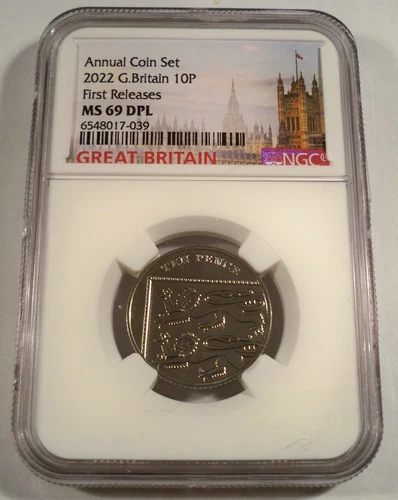 Annual Coin Set
2022 G.Britain 10P
First Releases
MS 69 DPL
6548017-039
GREAT BRITAIN
NGC
TEN PENCE